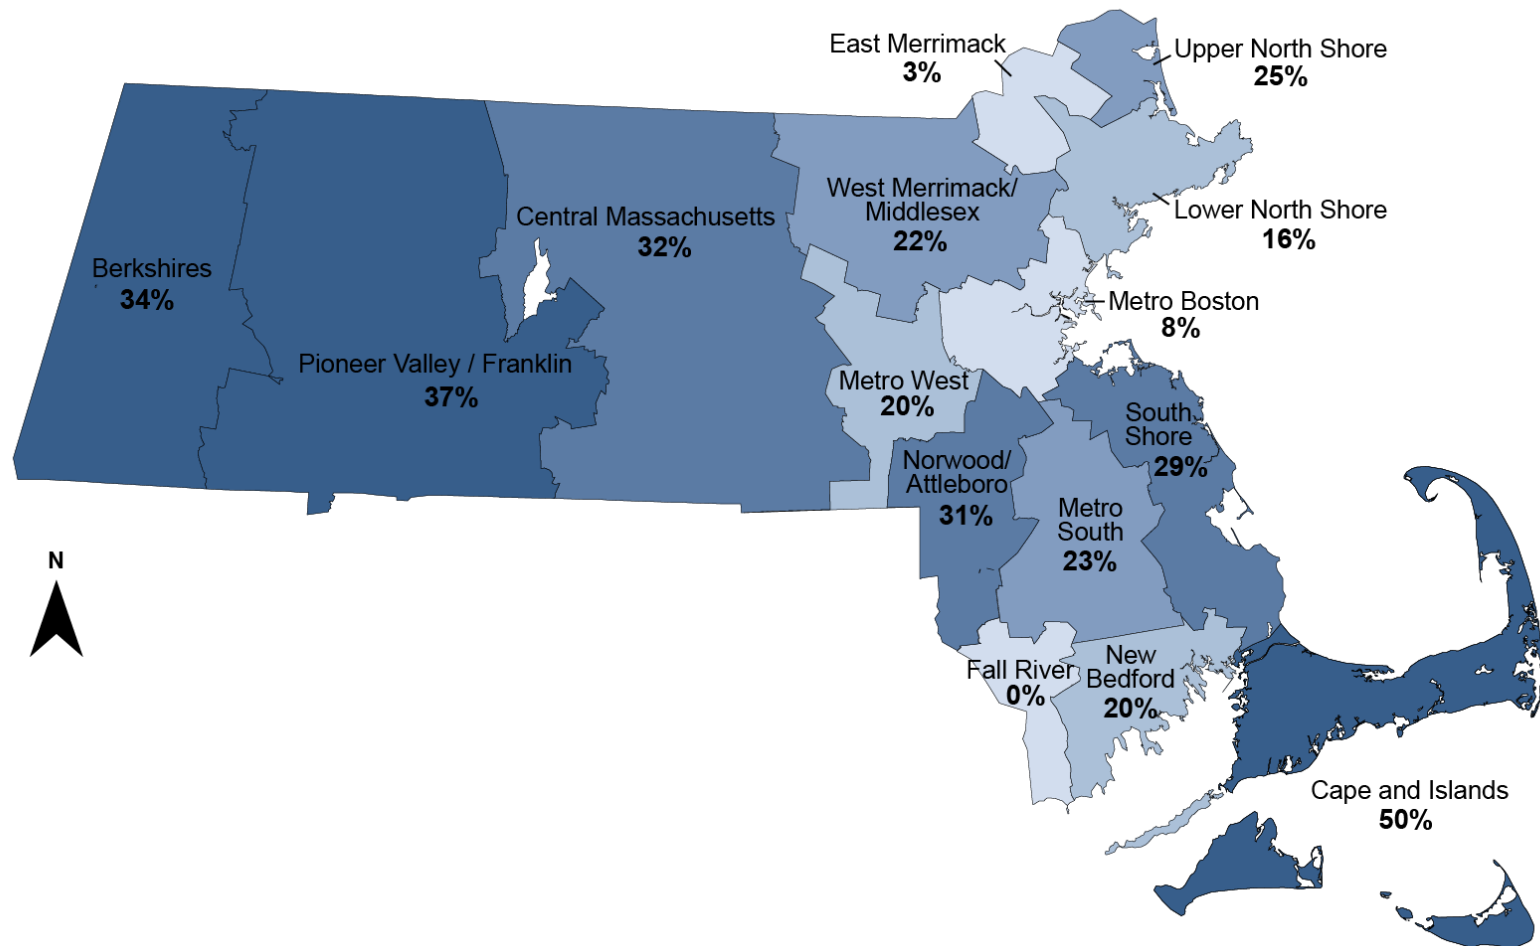 East Merrimack
3%
Upper North Shore
25%
West Merrimack/
Middlesex
22%
Central Massachusetts
32%
Lower North Shore
16%
Berkshires
34%
Metro Boston
8%
Pioneer Valley / Franklin
37%
Metro West
20%
South
Shore
29%
Norwood/
Attleboro
31%
Metro
South
23%
N
Fall River
0%
New
Bedford
20%
Cape and Islands
50%